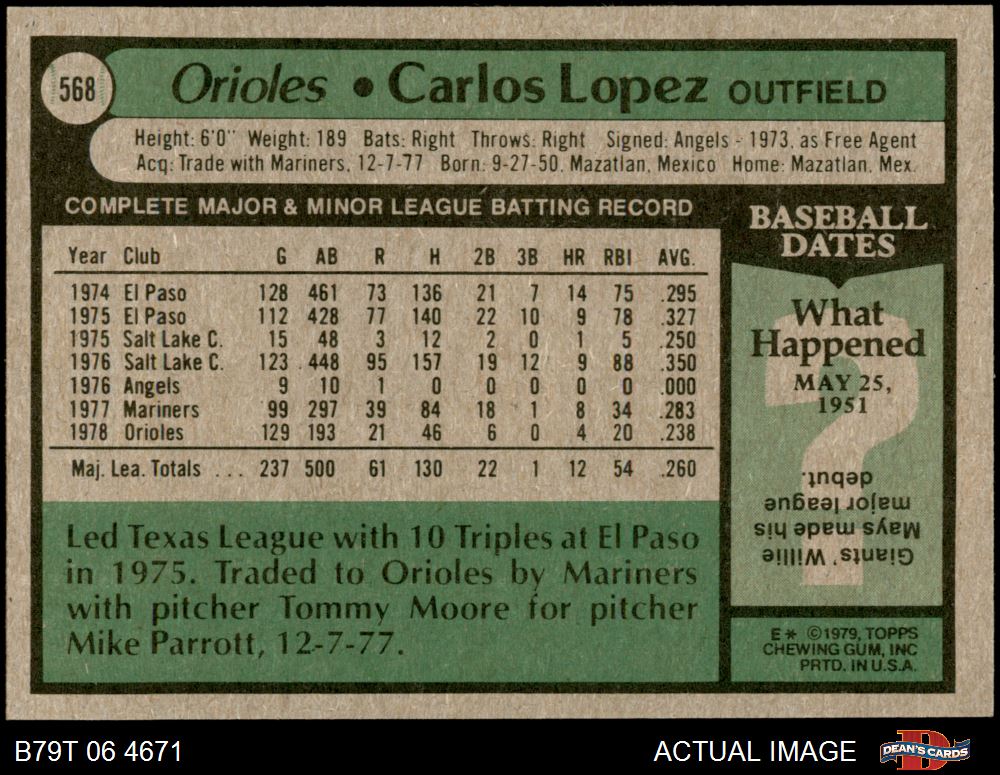 568
Orioles • Carlos Lopez OUTFIELD
Height: 6'0" Weight: 189 Bats: Right Throws: Right Signed: Angels - 1973, as Free Agent
Acq: Trade with Mariners, 12-7-77 Born: 9-27-50, Mazatlan, Mexico Home: Mazatlan, Mex.
COMPLETE MAJOR & MINOR LEAGUE BATTING RECORD
Year Club G AB R H 2B 3B HR RBI AVG.
1974 El Paso 128 461 73 136 21 7 14 75 .295
1975 El Paso 112 428 77 140 22 10 9 78 .327
1975 Salt Lake C. 15 48 3 12 2 0 1 5 .250
1976 Salt Lake C. 123 448 95 157 19 12 9 88 .350
1976 Angels 9 10 1 0 0 0 0 0 .000
1977 Mariners 99 297 39 84 18 1 8 34 .283
1978 Orioles 129 193 21 46 6 0 4 20 .238
Maj. Lea. Totals ... 237 500 61 130 22 1 12 54 .260
Led Texas League with 10 Triples at El Paso
in 1975. Traded to Orioles by Mariners
with pitcher Tommy Moore for pitcher
Mike Parrott, 12-7-77.
BASEBALL
DATES
What
Happened
MAY 25,
1951
?
Giants' Willie
Mays made his
major league
debut.
E* ©1979, TOPPS
CHEWING GUM, INC
PRTD. IN U.S.A.
B79T 06 4671
ACTUAL IMAGE
D
DEAN'S CARDS